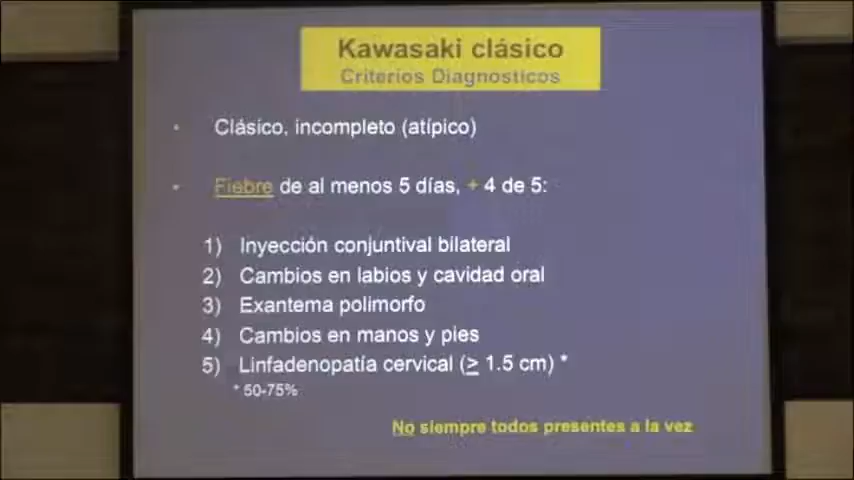 Kawasaki clásico
Criterios Diagnosticos
• Clásico, incompleto (atípico)
• Fiebre de al menos 5 días, + 4 de 5:
1) Inyección conjuntival bilateral
2) Cambios en labios y cavidad oral
3) Exantema polimorfo
4) Cambios en manos y pies
5) Linfadenopatía cervical (≥ 1.5 cm) *
* 50-75%
No siempre todos presentes a la vez